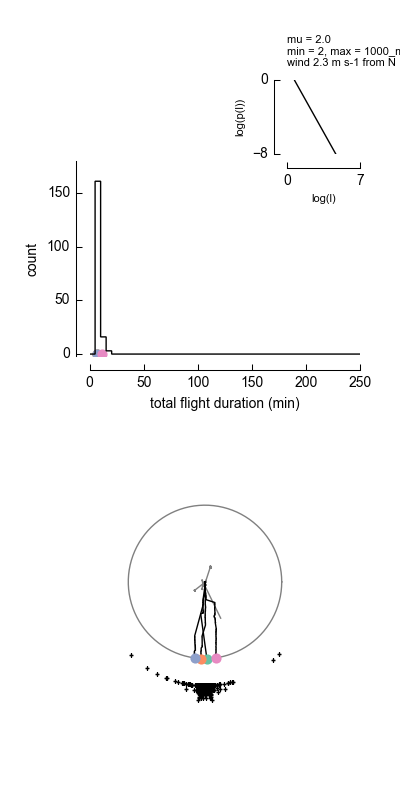 mu = 2.0
min = 2, max = 1000_m
wind 2.3 m s-1 from N
0
−8
log(p(l))
0 7
log(l)
150
100
50
0
count
0 50 100 150 200 250
total flight duration (min)